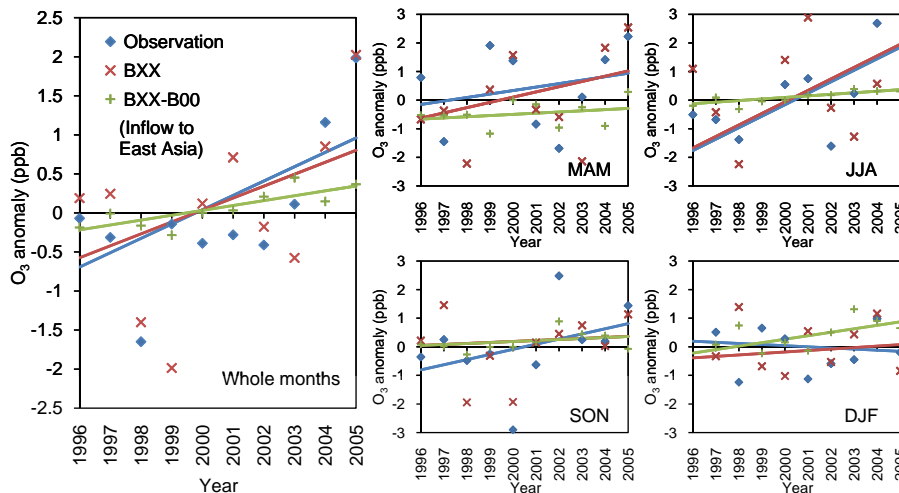 O3 anomaly (ppb)
2.5
2
1.5
1
0.5
0
-0.5
-1
-1.5
-2
-2.5
Observation
BXX
BXX-B00
(Inflow to
East Asia)
Whole months
1996 1997 1998 1999 2000 2001 2002 2003 2004 2005
Year
O3 anomaly (ppb)
3
2
1
0
-1
-2
-3
MAM
1996 1997 1998 1999 2000 2001 2002 2003 2004 2005
Year
O3 anomaly (ppb)
3
2
1
0
-1
-2
-3
JJA
1996 1997 1998 1999 2000 2001 2002 2003 2004 2005
Year
O3 anomaly (ppb)
3
2
1
0
-1
-2
-3
SON
1996 1997 1998 1999 2000 2001 2002 2003 2004 2005
Year
O3 anomaly (ppb)
3
2
1
0
-1
-2
-3
DJF
1996 1997 1998 1999 2000 2001 2002 2003 2004 2005
Year